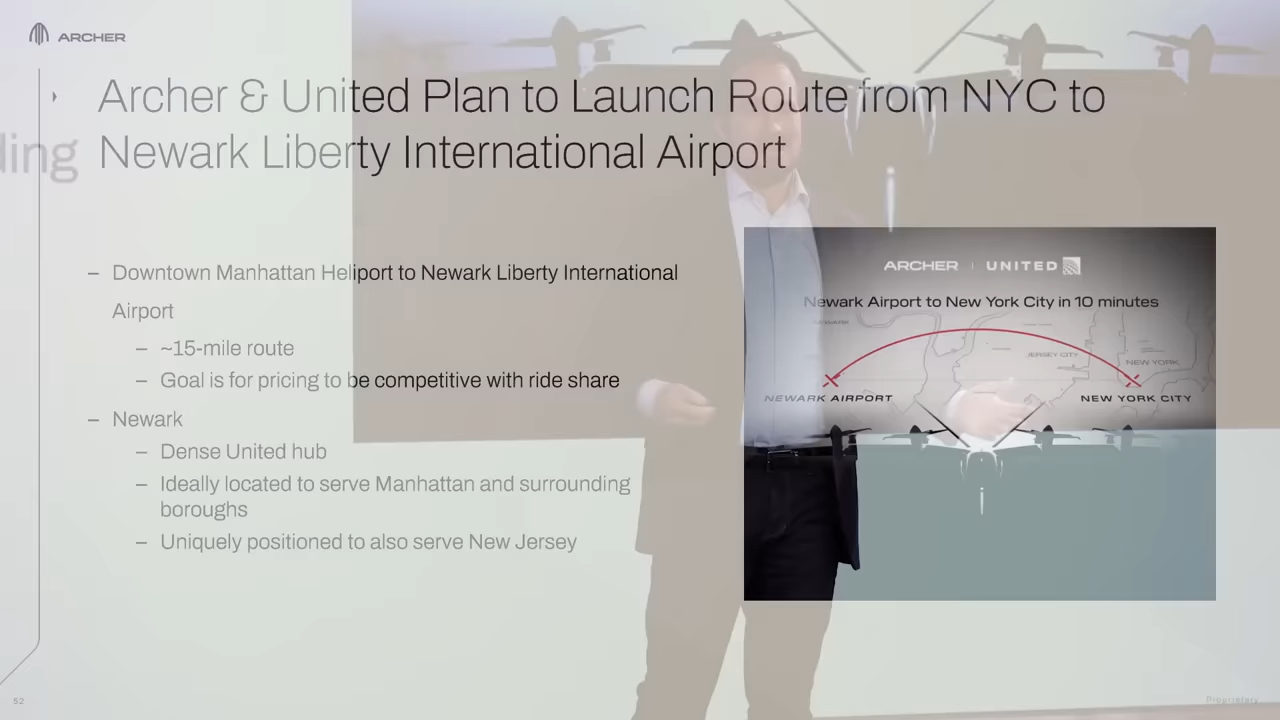 ARCHER
Archer & United Plan to Launch Route from NYC to
ding
Newark Liberty International Airport
– Downtown Manhattan Heliport to Newark Liberty International
Airport
– ~15-mile route
– Goal is for pricing to be competitive with ride share
– Newark
– Dense United hub
– Ideally located to serve Manhattan and surrounding
boroughs
– Uniquely positioned to also serve New Jersey
ARCHER | UNITED
Newark Airport to New York City in 10 minutes
NEWARK
JERSEY CITY
NEW YORK
NEWARK AIRPORT
NEW YORK CITY
52
Proprietary